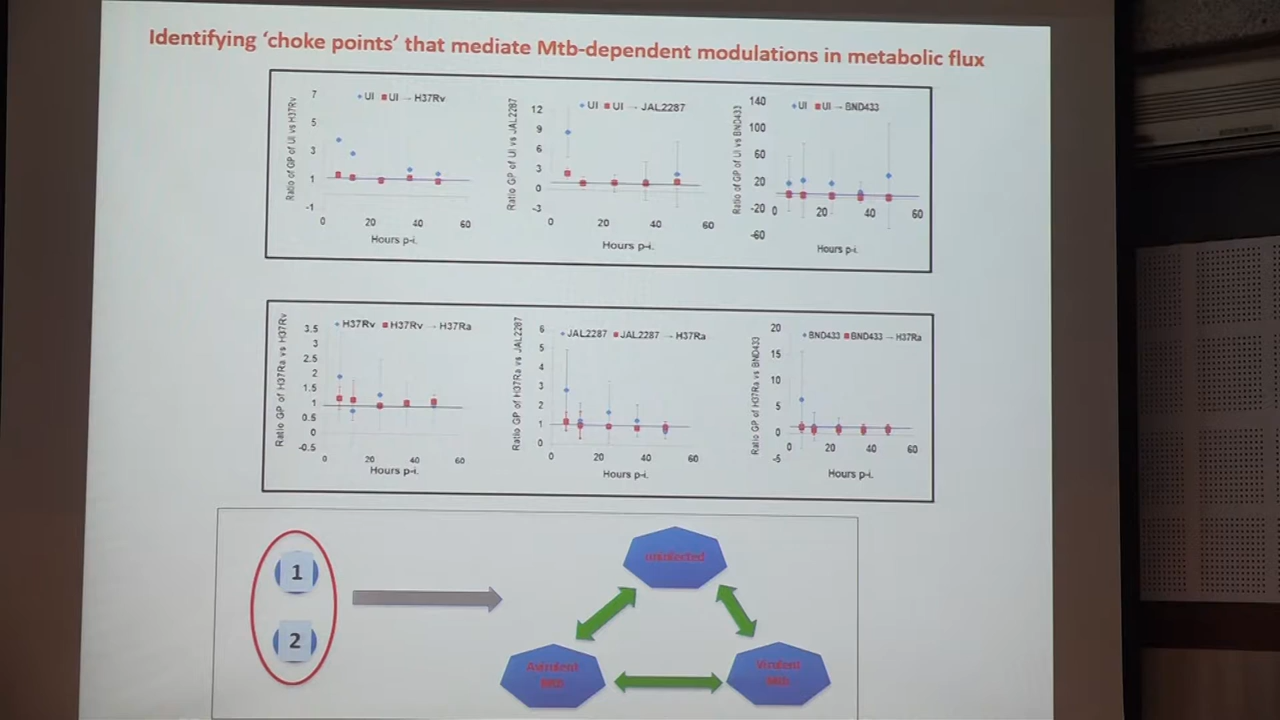 Identifying 'choke points' that mediate Mtb-dependent modulations in metabolic flux
Ratio of GP of UI vs H37Rv
UI UI H37Rv
7
5
3
1
-1
0 20 40 60
Hours p-i.
Ratio GP of UI vs JAL2287
UI UI JAL2287
12
9
6
3
0
-3
0 20 40 60
Hours p-i.
Ratio of GP of UI vs BND433
UI UI BND433
140
100
60
20
-20
-60
0 20 40 60
Hours p-i.
Ratio GP of H37Ra vs H37Rv
H37Rv H37Rv H37Ra
3.5
3
2.5
2
1.5
1
0.5
0
-0.5
0 20 40 60
Hours p-i.
Ratio GP of H37Ra vs JAL2287
JAL2287 JAL2287 H37Ra
6
5
4
3
2
1
0
0 20 40 60
Hours p-i.
Ratio GP of H37Ra vs BND433
BND433 BND433 H37Ra
20
15
10
5
0
-5
0 20 40 60
Hours p-i.
1
2
uninfected
Avirulent
Mtb
Virulent
Mtb